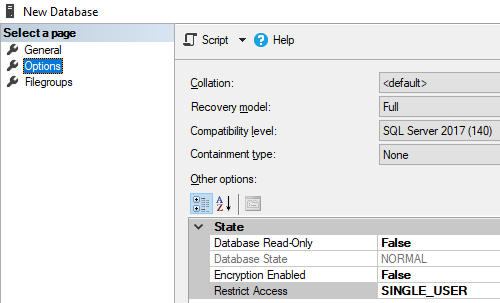 New Database
Select a page
General
Options
Filegroups
Script
Help
Collation:
<default>
Recovery model:
Full
Compatibility level:
SQL Server 2017 (140)
Containment type:
None
Other options:
A
Z
State
Database Read-Only
False
Database State
NORMAL
Encryption Enabled
False
Restrict Access
SINGLE_USER